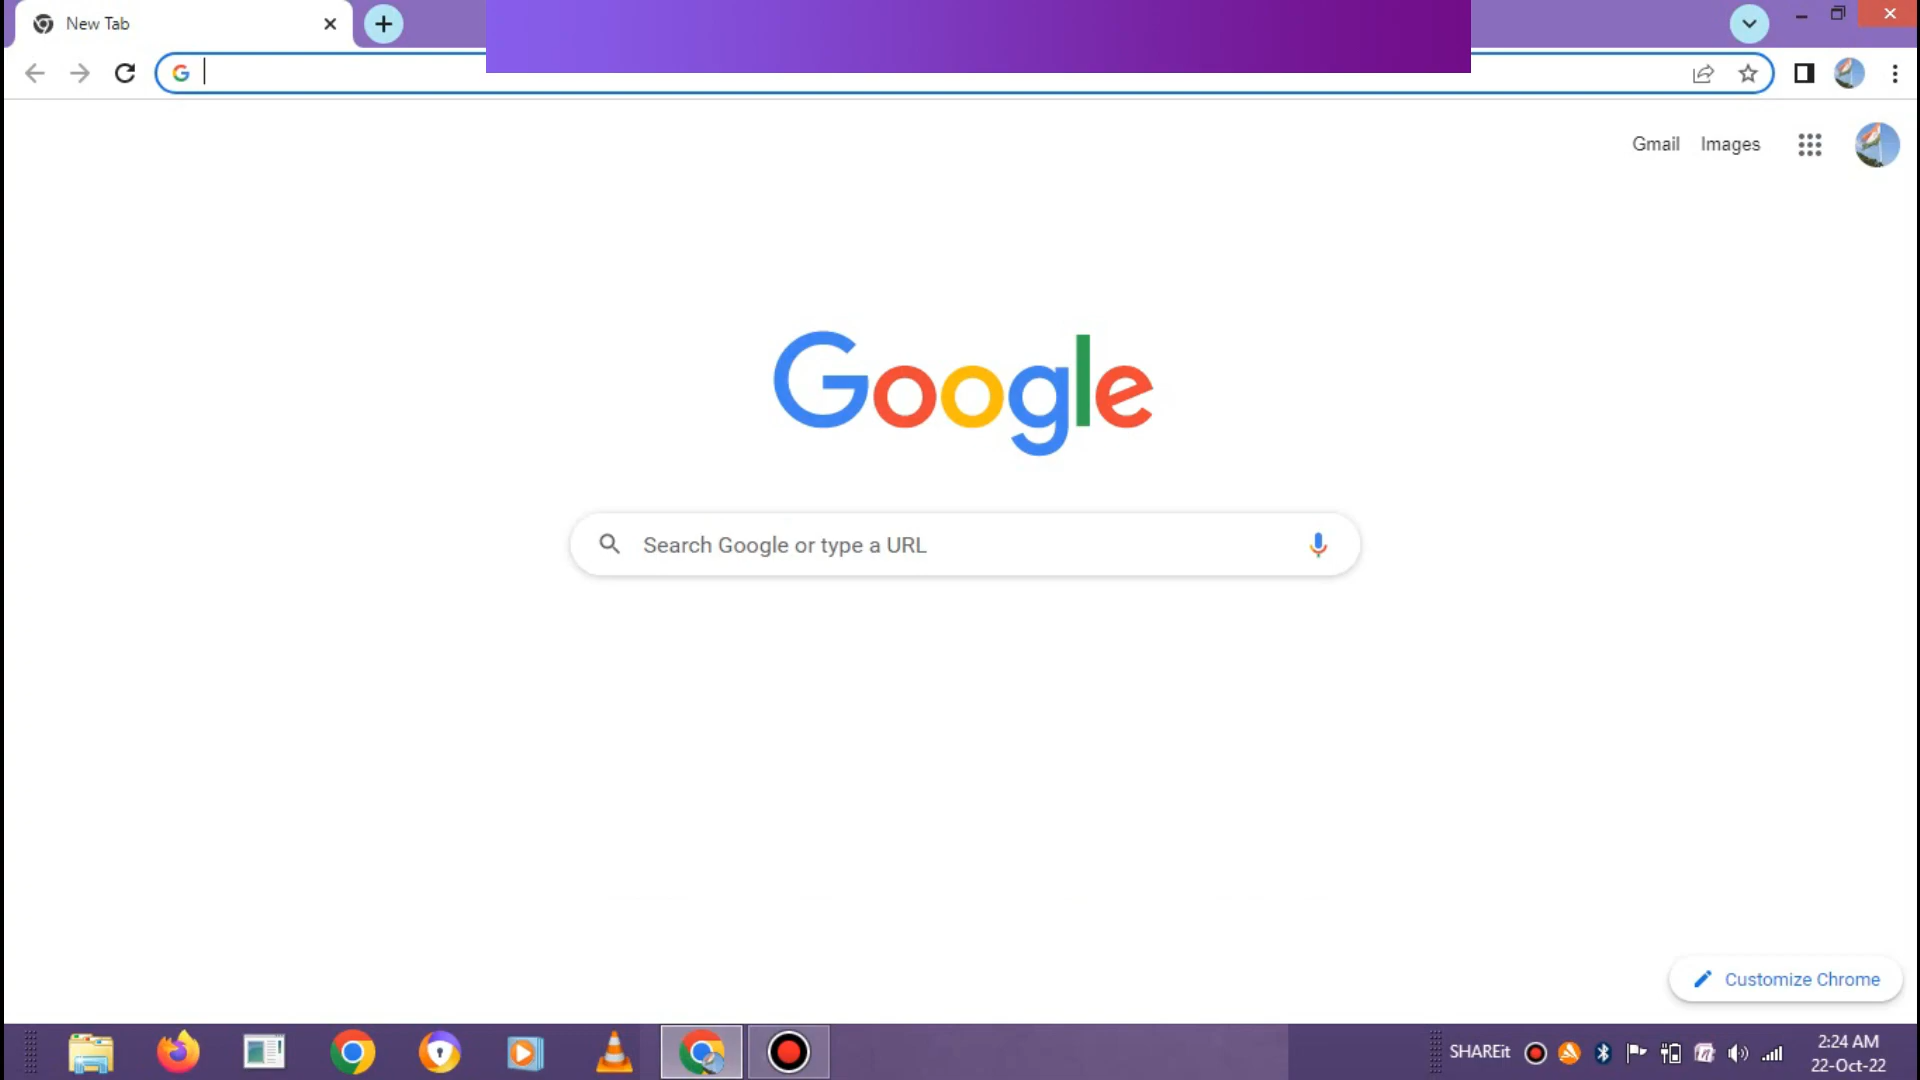 New Tab
Gmail Images
Google
Search Google or type a URL
Customize Chrome
SHAREit
2:24 AM
22-Oct-22